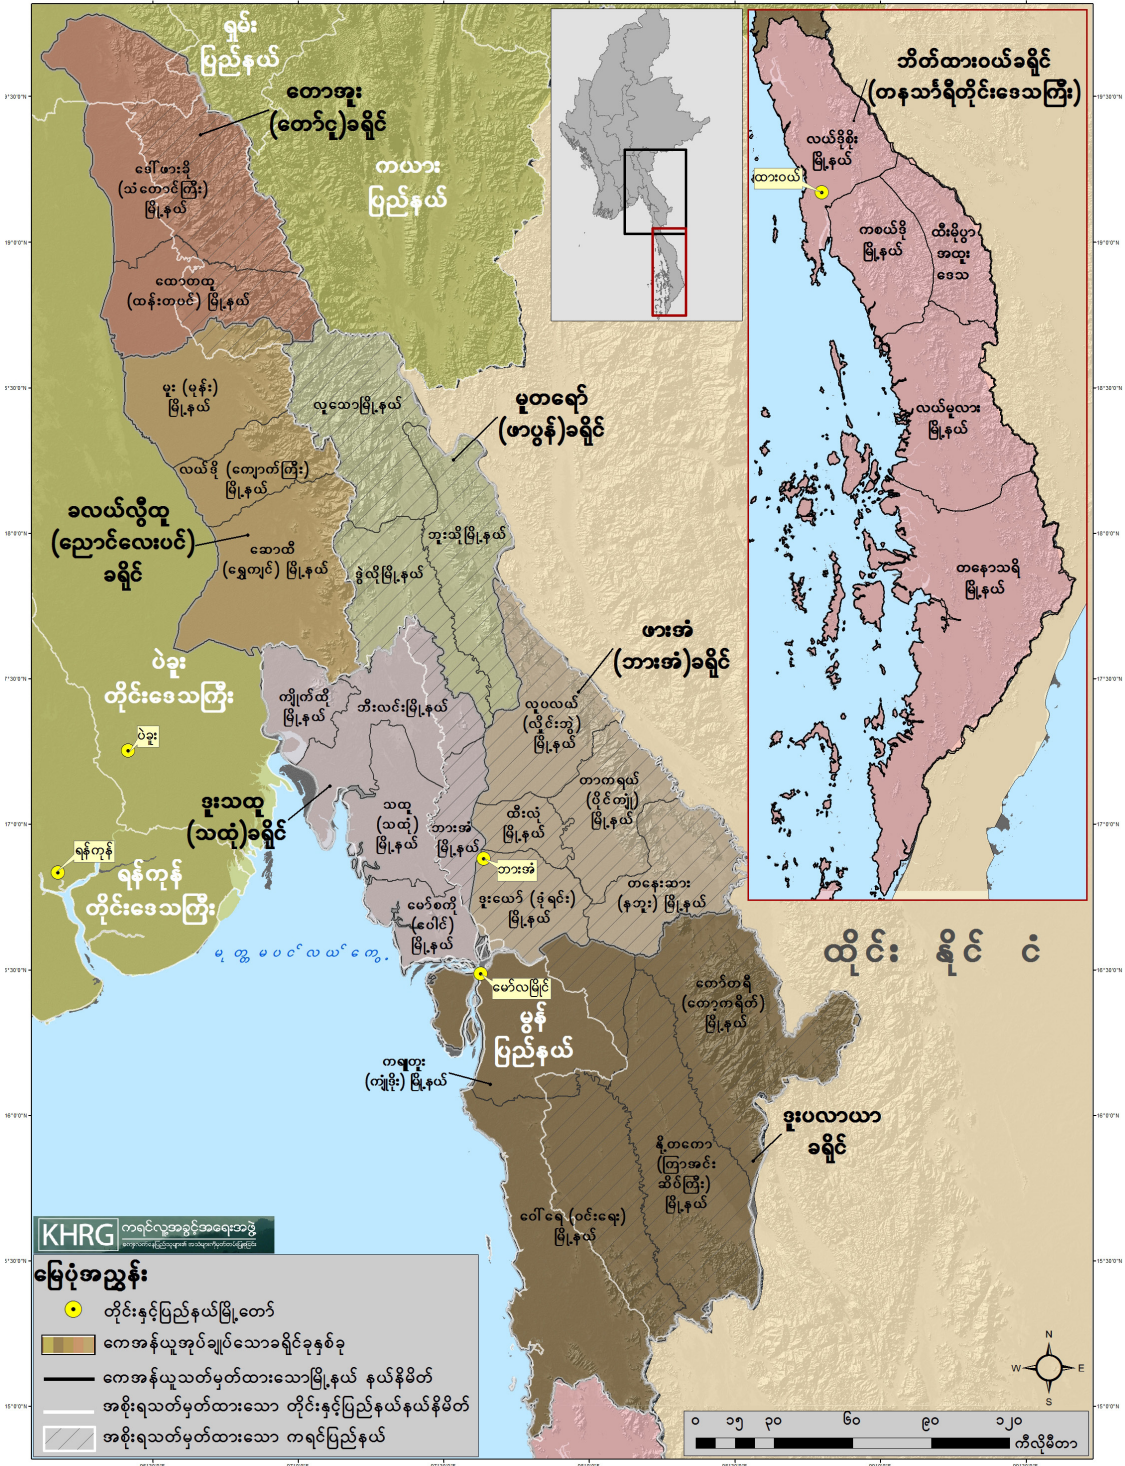 ရှမ်း
ပြည်နယ်
တောအူး
(တော်ငူ)ခရိုင်
ကယား
ပြည်နယ်
ဒေါ်ဖားခို
(သံတောင်ကြီး)
မြို့နယ်
ထောတထူ
(ထန်းတပင်) မြို့နယ်
မူး (မုန်း)
မြို့နယ်
လူသောမြို့နယ်
မူတရော်
(ဖာပွန်)ခရိုင်
လယ်ဒို (ကျောက်ကြီး)
မြို့နယ်
ခလယ်လွီထူ
(ညောင်လေးပင်)
ခရိုင်
ဆောထီ
(ရွှေကျင်) မြို့နယ်
ဘူးသိုမြို့နယ်
ဒွဲလိုမြို့နယ်
ဖားအံ
(ဘားအံ)ခရိုင်
ပဲခူး
တိုင်းဒေသကြီး
ပဲခူး
ကျိုက်ထို
မြို့နယ်
ဘီးလင်းမြို့နယ်
လူပလယ်
(လှိုင်းဘွဲ)
မြို့နယ်
တာကရယ်
(ပိုင်ကျုံ)
မြို့နယ်
ဒူးသထူ
(သထုံ)ခရိုင်
သထူ
(သထုံ)
မြို့နယ်
ဘားအံ
မြို့နယ်
ထီးလုံ
မြို့နယ်
ဘားအံ
ရန်ကုန်
ရန်ကုန်
တိုင်းဒေသကြီး
ဒူးယော် (ဒုံရင်း)
မြို့နယ်
တနေးဆား
(နဘူး) မြို့နယ်
မော်စကို
(ပေါင်)
မြို့နယ်
မုတ္တမပင်လယ်ကွေ့
မော်လမြိုင်
မွန်
ပြည်နယ်
ကော်တရီ
(ကော့ကရိတ်)
မြို့နယ်
ထိုင်းနိုင်ငံ
ကရူတူး
(ကျုံဒိုး) မြို့နယ်
ဒူးပလာယာ
ခရိုင်
နို့တကော
(ကြာအင်း
ဆိပ်ကြီး)
မြို့နယ်
ဝေါ်ရေ (ဝင်းရေး)
မြို့နယ်
ဘိတ်ထားဝယ်ခရိုင်
(တနင်္သာရီတိုင်းဒေသကြီး)
လယ်ဒိုစိုး
မြို့နယ်
ထားဝယ်
ကစယ်ဒို
မြို့နယ်
ထီးမိုပွာ
အထူး
ဒေသ
လယ်မူလား
မြို့နယ်
တနောသရီ
မြို့နယ်
KHRG ကရင်လူ့အခွင့်အရေးအဖွဲ့
မြေပုံအညွှန်း
တိုင်းနှင့်ပြည်နယ်မြို့တော်
ကေအန်ယူအုပ်ချုပ်သောခရိုင်ခုနှစ်ခု
ကေအန်ယူသတ်မှတ်ထားသောမြို့နယ် နယ်နိမိတ်
အစိုးရသတ်မှတ်ထားသော တိုင်းနှင့်ပြည်နယ်နယ်နိမိတ်
အစိုးရသတ်မှတ်ထားသော ကရင်ပြည်နယ်
N
W E
S
၀ ၁၅ ၃၀ ၆၀ ၉၀ ၁၂၀
ကီလိုမီတာ